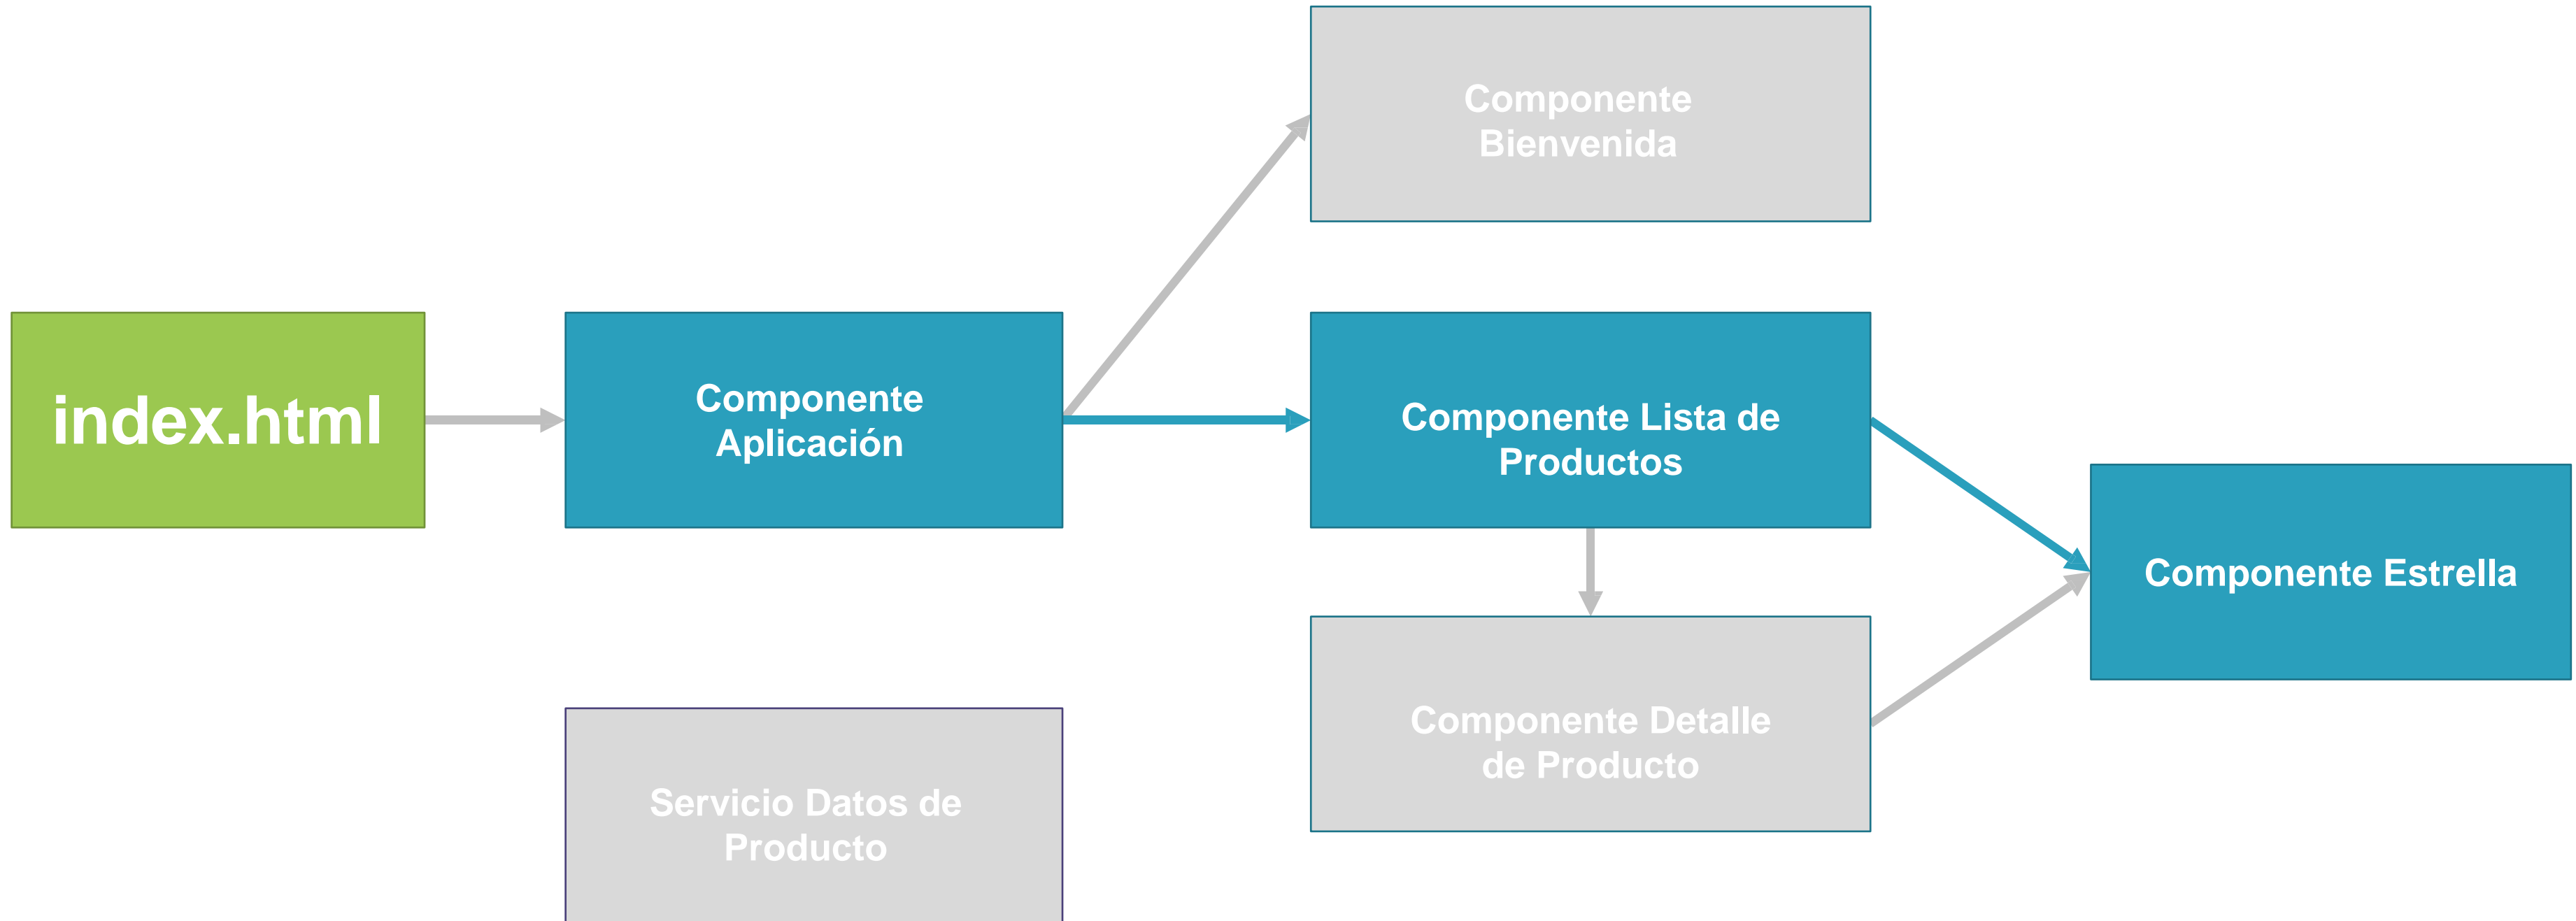 Componente
Bienvenida
index.html
Componente
Aplicación
Componente Lista de
Productos
Componente Estrella
Componente Detalle
de Producto
Servicio Datos de
Producto